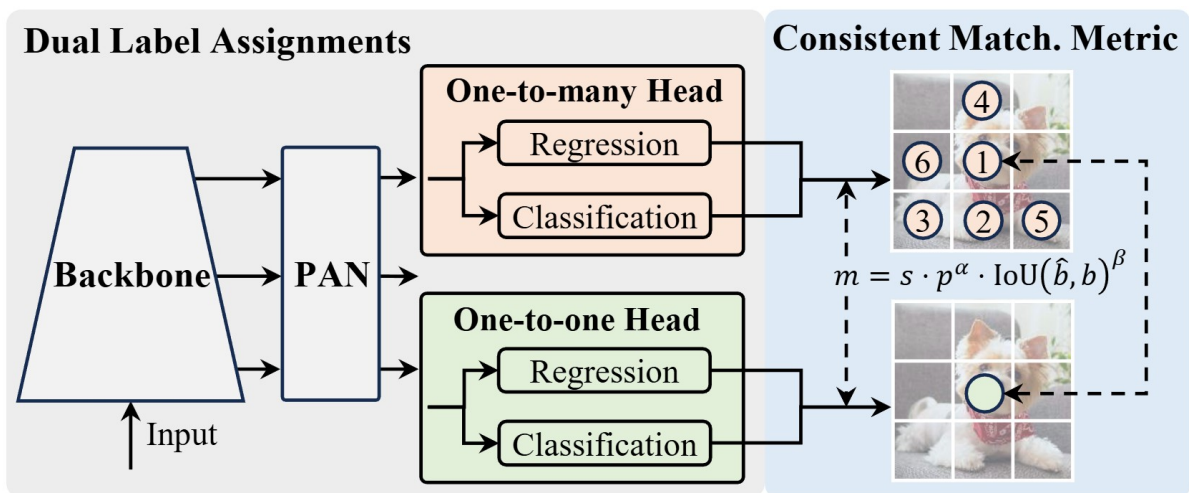 Dual Label Assignments
Consistent Match. Metric
Backbone
Input
PAN
One-to-many Head
Regression
Classification
One-to-one Head
Regression
Classification
4
6 1
3 2 5
m = s · p^α · IoU(b̂, b)^β